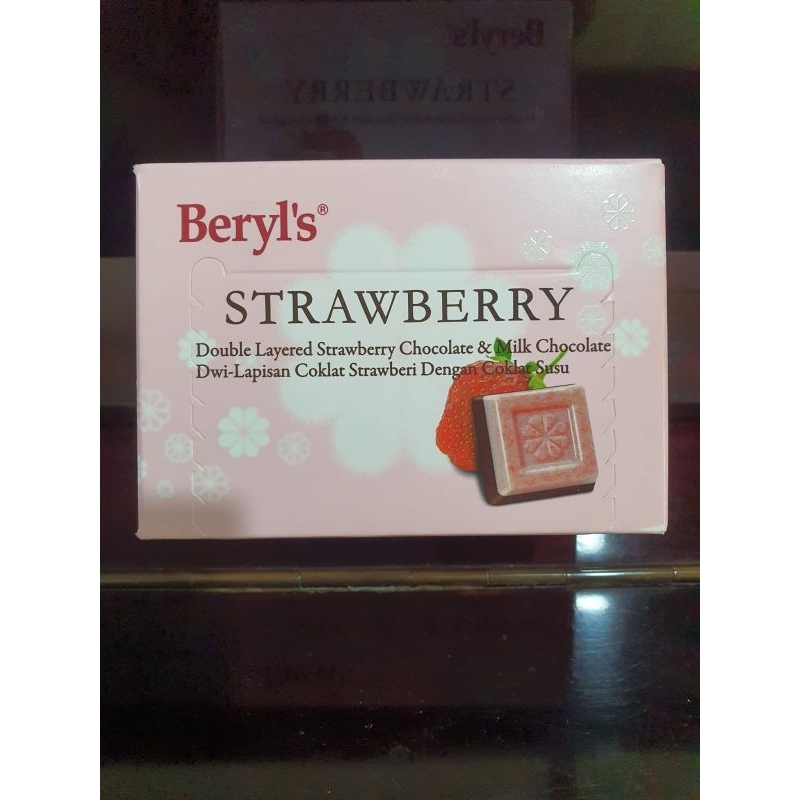 Beryl's®
STRAWBERRY
Double Layered Strawberry Chocolate & Milk Chocolate
Dwi-Lapisan Coklat Strawberi Dengan Coklat Susu